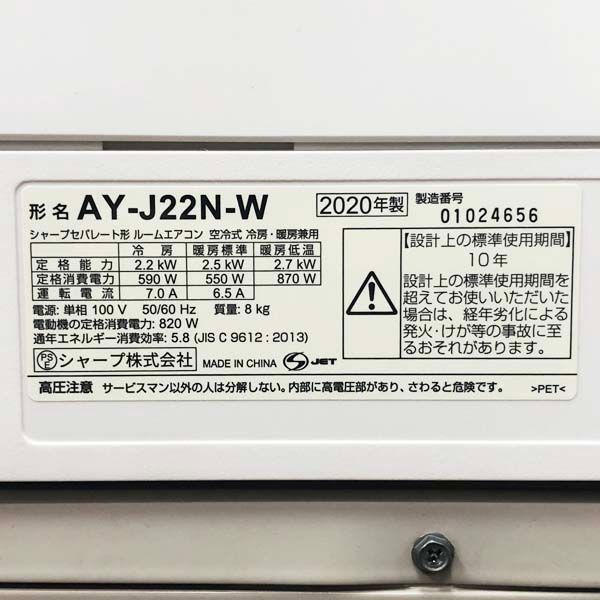 形名 AY-J22N-W 2020年製 製造番号 01024656
シャープセパレート形 ルームエアコン 空冷式 冷房・暖房兼用
冷房 暖房標準 暖房低温
定格能力 2.2 kW 2.5 kW 2.7 kW
定格消費電力 590 W 550 W 870 W
運転電流 7.0 A 6.5 A
電源: 単相 100 V 50/60 Hz 質量: 8 kg
電動機の定格消費電力: 820 W
通年エネルギー消費効率: 5.8 (JIS C 9612 : 2013)
PSE シャープ株式会社 MADE IN CHINA S JET
【設計上の標準使用期間】
10 年
設計上の標準使用期間を
超えてお使いいただいた
場合は、経年劣化による
発火・けが等の事故に至
るおそれがあります。
高圧注意 サービスマン以外の人は分解しない。内部に高電圧部があり、さわると危険です。 >PET<